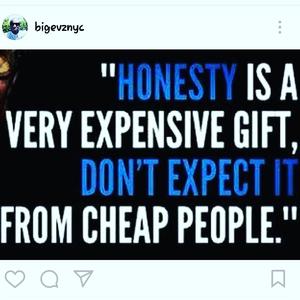 bigevznyc
"HONESTY IS A
VERY EXPENSIVE GIFT,
DON'T EXPECT IT
FROM CHEAP PEOPLE."